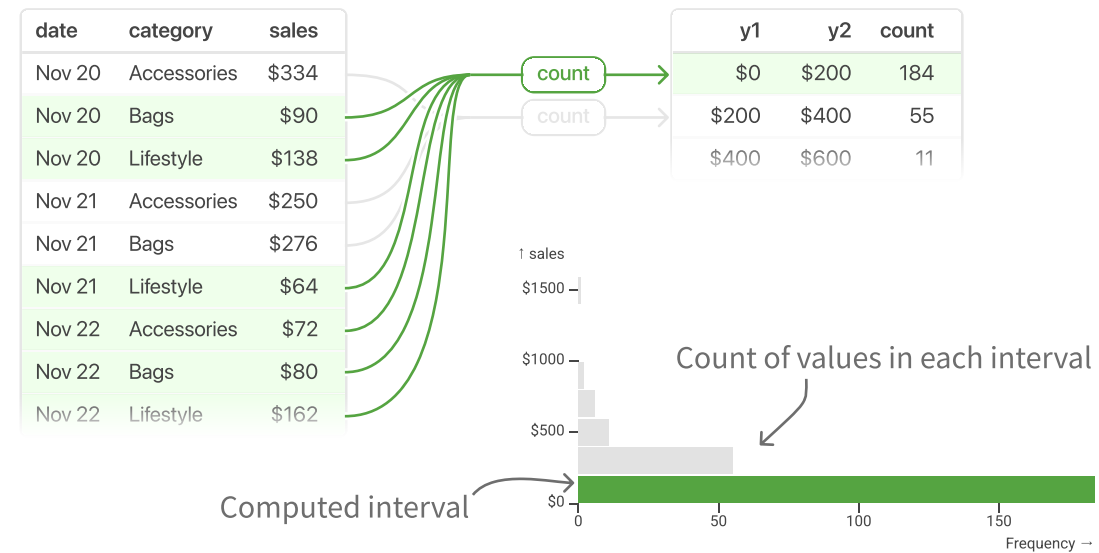 date category sales
Nov 20 Accessories $334
Nov 20 Bags $90
Nov 20 Lifestyle $138
Nov 21 Accessories $250
Nov 21 Bags $276
Nov 21 Lifestyle $64
Nov 22 Accessories $72
Nov 22 Bags $80
Nov 22 Lifestyle $162
count
count
y1 y2 count
$0 $200 184
$200 $400 55
$400 $600 11
↑ sales
$1500
$1000
$500
$0
0 50 100 150
Frequency →
Count of values in each interval
Computed interval